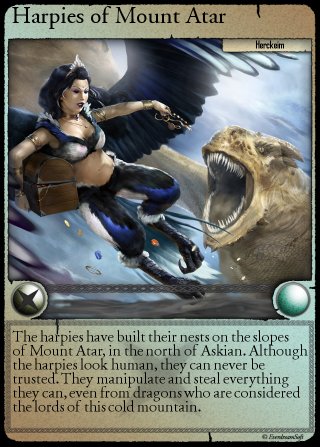 Harpies of Mount Atar
Herckeim
The harpies have built their nests on the slopes
of Mount Atar, in the north of Askian. Although
the harpies look human, they can never be
trusted. They manipulate and steal everything
they can, even from dragons who are considered
the lords of this cold mountain.
© EverdreamSoft